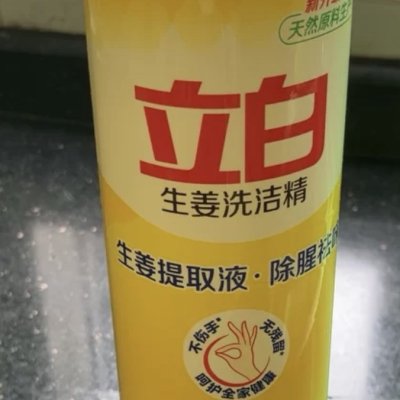 天然原料生
立白
生姜洗洁精
生姜提取液·除腥祛
不伤手*
无残留*
呵护全家健康